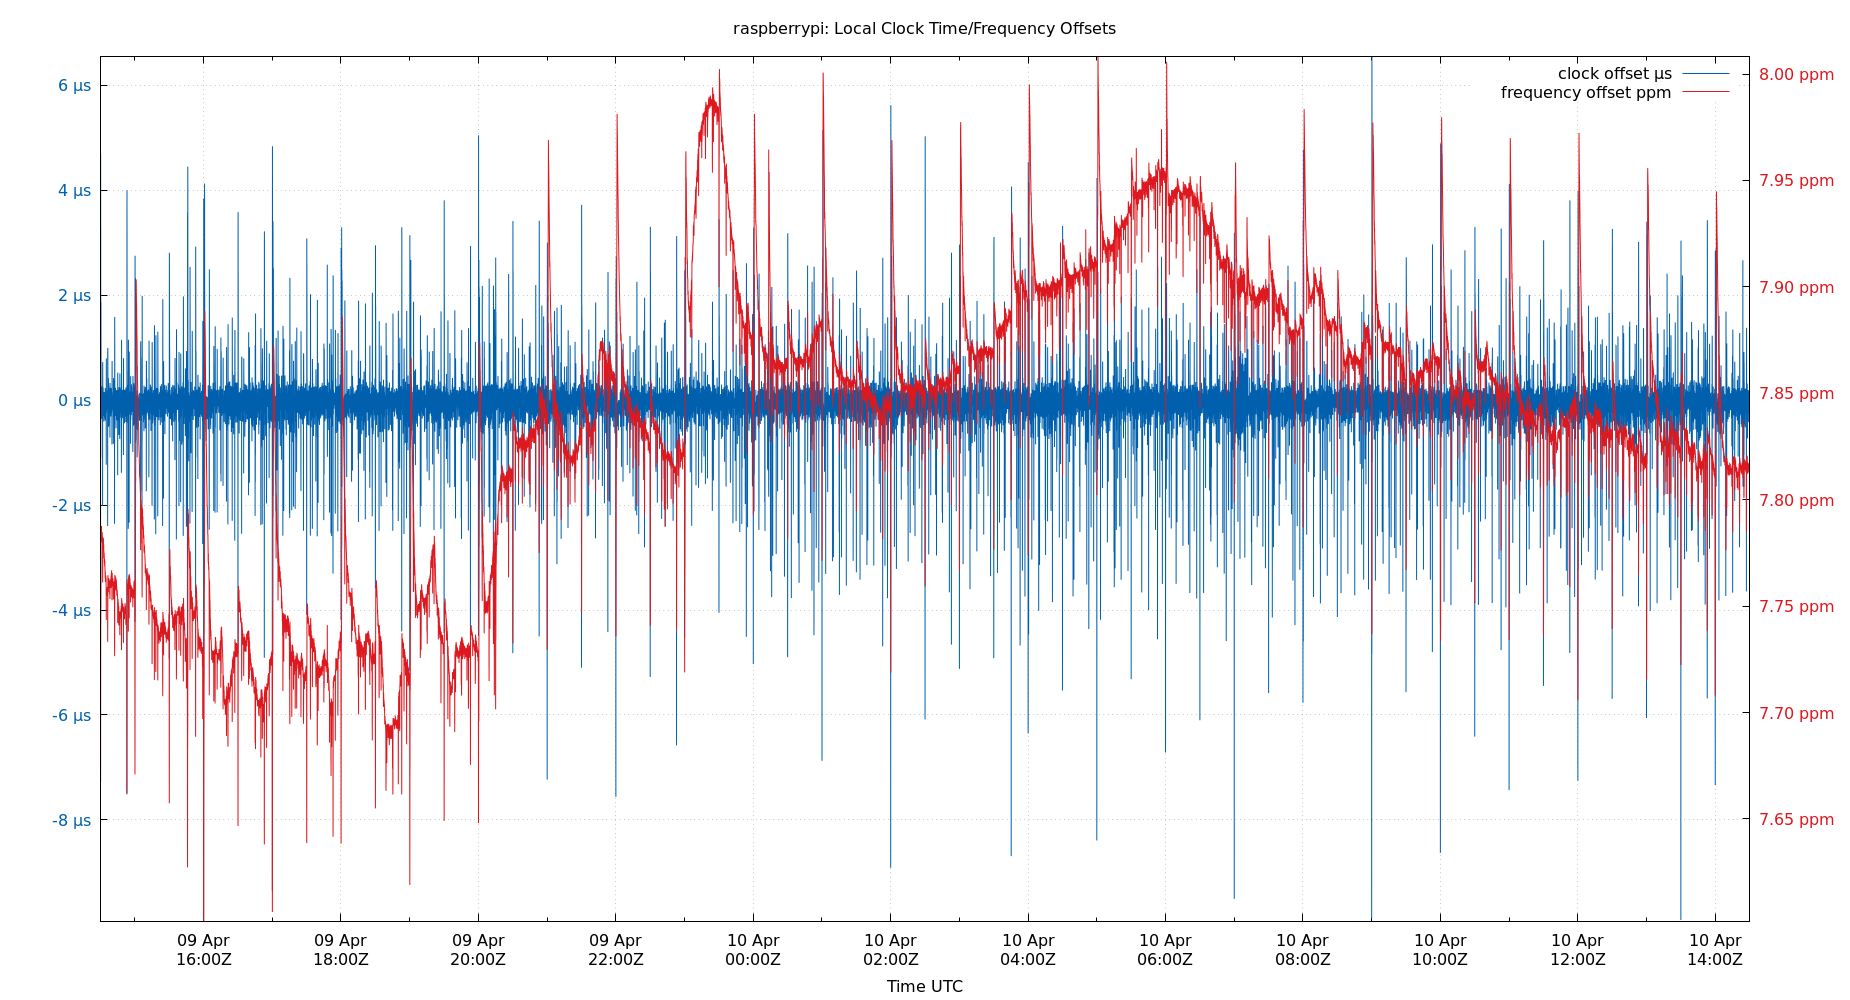 raspberrypi: Local Clock Time/Frequency Offsets
clock offset µs
frequency offset ppm
6 µs
4 µs
2 µs
0 µs
-2 µs
-4 µs
-6 µs
-8 µs
8.00 ppm
7.95 ppm
7.90 ppm
7.85 ppm
7.80 ppm
7.75 ppm
7.70 ppm
7.65 ppm
09 Apr
16:00Z
09 Apr
18:00Z
09 Apr
20:00Z
09 Apr
22:00Z
10 Apr
00:00Z
10 Apr
02:00Z
10 Apr
04:00Z
10 Apr
06:00Z
10 Apr
08:00Z
10 Apr
10:00Z
10 Apr
12:00Z
10 Apr
14:00Z
Time UTC